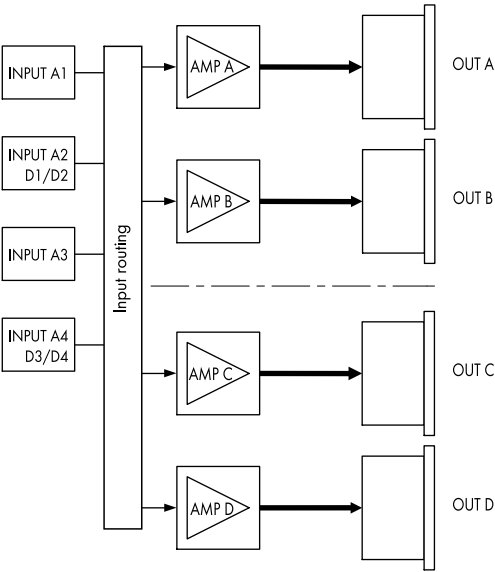 INPUT A1
INPUT A2
D1/D2
INPUT A3
INPUT A4
D3/D4
Input routing
AMP A
AMP B
AMP C
AMP D
OUT A
OUT B
OUT C
OUT D